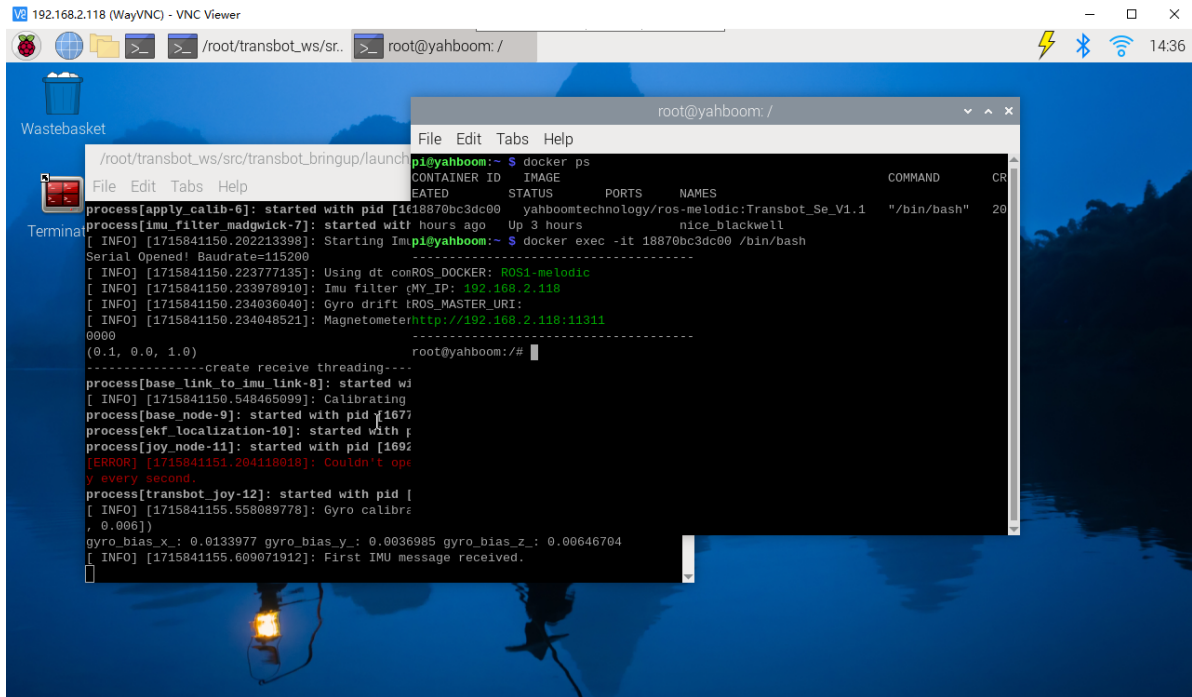 192.168.2.118 (WayVNC) - VNC Viewer
/root/transbot_ws/sr.. root@yahboom: / 14:36
Wastebasket
Terminat
/root/transbot_ws/src/transbot_bringup/launch
File Edit Tabs Help
process[apply_calib-6]: started with pid [16
process[imu_filter_madgwick-7]: started with
[ INFO] [1715841150.202213398]: Starting Imu
Serial Opened! Baudrate=115200
[ INFO] [1715841150.223777135]: Using dt com
[ INFO] [1715841150.233978910]: Imu filter g
[ INFO] [1715841150.234036040]: Gyro drift b
[ INFO] [1715841150.234048521]: Magnetometer
0000
(0.1, 0.0, 1.0)
----------------create receive threading----
process[base_link_to_imu_link-8]: started wi
[ INFO] [1715841150.548465099]: Calibrating
process[base_node-9]: started with pid [1677
process[ekf_localization-10]: started with p
process[joy_node-11]: started with pid [1692
[ERROR] [1715841151.204118018]: Couldn't ope
y every second.
process[transbot_joy-12]: started with pid [
[ INFO] [1715841155.558089778]: Gyro calibra
, 0.006])
gyro_bias_x_: 0.0133977 gyro_bias_y_: 0.0036985 gyro_bias_z_: 0.00646704
[ INFO] [1715841155.609071912]: First IMU message received.
root@yahboom: /
File Edit Tabs Help
pi@yahboom:~ $ docker ps
CONTAINER ID IMAGE COMMAND CR
EATED STATUS PORTS NAMES
18870bc3dc00 yahboomtechnology/ros-melodic:Transbot_Se_V1.1 "/bin/bash" 20
hours ago Up 3 hours nice_blackwell
pi@yahboom:~ $ docker exec -it 18870bc3dc00 /bin/bash
--------------------------------------
ROS_DOCKER: ROS1-melodic
MY_IP: 192.168.2.118
ROS_MASTER_URI:
http://192.168.2.118:11311
--------------------------------------
root@yahboom:/#